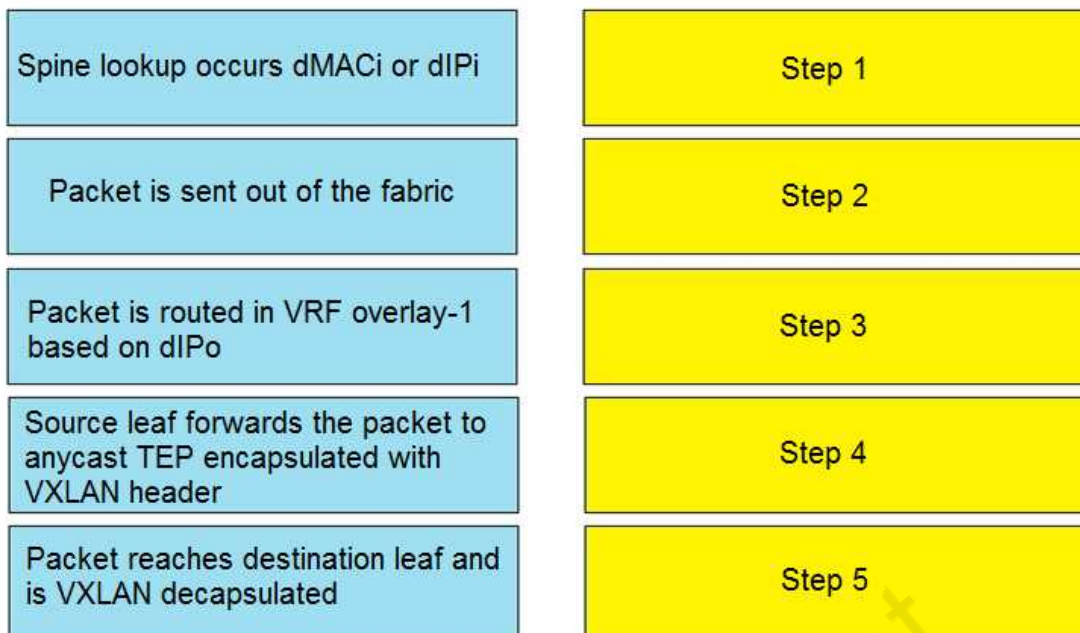 Spine lookup occurs dMACi or dIPi
Step 1
Packet is sent out of the fabric
Step 2
Packet is routed in VRF overlay-1
based on dIPo
Step 3
Source leaf forwards the packet to
anycast TEP encapsulated with
VXLAN header
Step 4
Packet reaches destination leaf and
is VXLAN decapsulated
Step 5